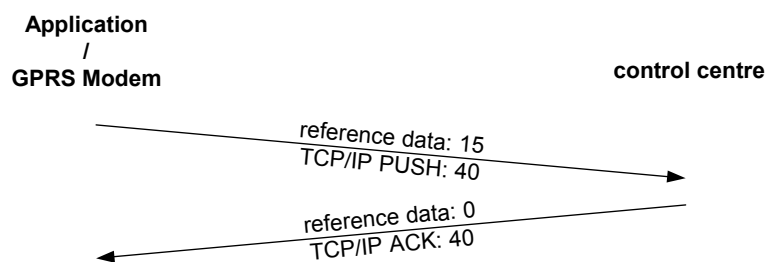 Application
/
GPRS Modem
control centre
reference data: 15
TCP/IP PUSH: 40
reference data: 0
TCP/IP ACK: 40